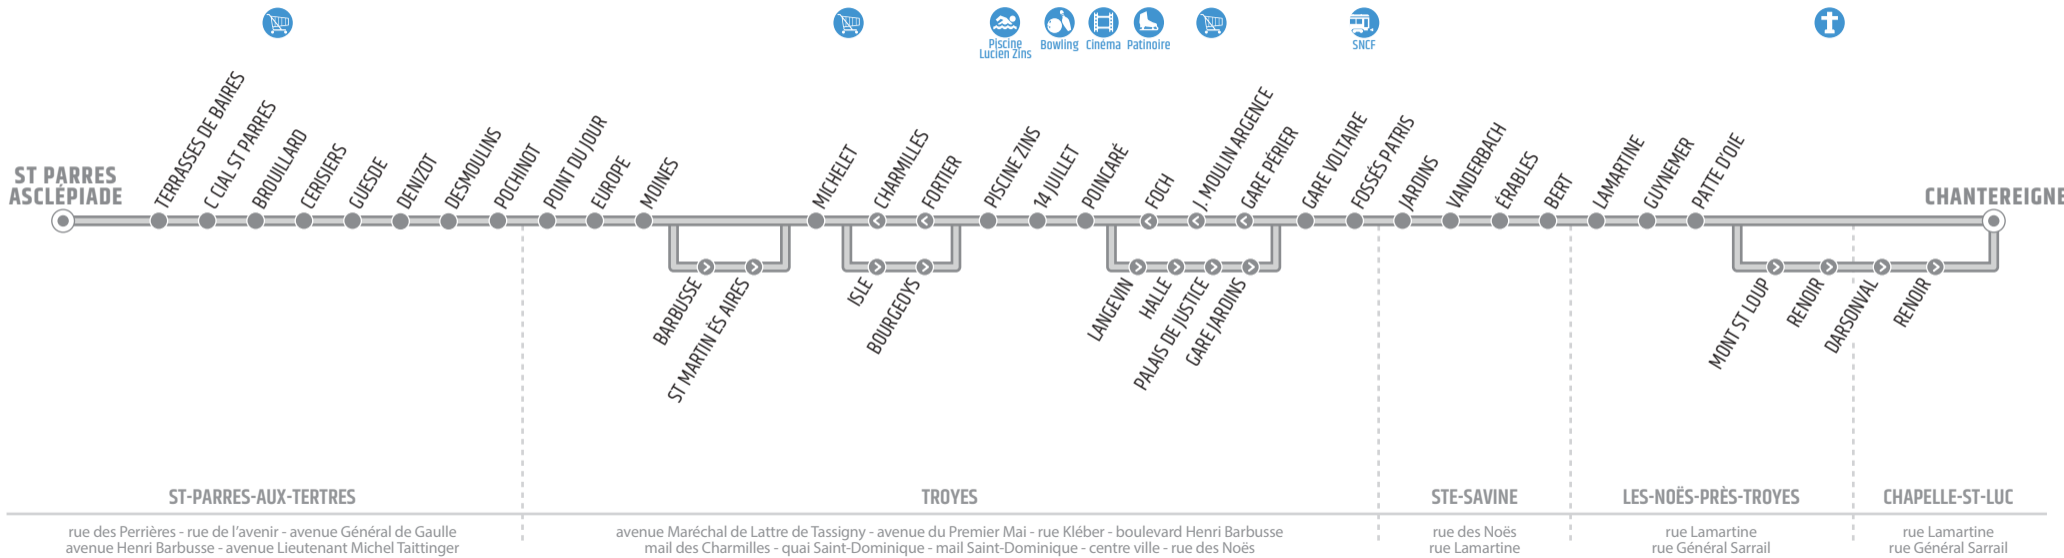 Piscine
Lucien Zins
Bowling
Cinéma
Patinoire
SNCF
ST PARRES
ASCLÉPIADE
TERRASSES DE BAIRES
C CIAL ST PARRES
BROUILLARD
CERISIERS
GUESDE
DENIZOT
DESMOULINS
POCHINOT
POINT DU JOUR
EUROPE
MOINES
MICHELET
CHARMILLES
FORTIER
PISCINE ZINS
14 JUILLET
POINCARÉ
FOCH
J. MOULIN ARGENCE
GARE PÉRIER
GARE VOLTAIRE
FOSSÉS PATRIS
JARDINS
VANDERBACH
ÉRABLES
BERT
LAMARTINE
GUYNEMER
PATTE D'OIE
CHANTEREIGNE
BARBUSSE
ST MARTIN ÈS AIRES
ISLE
BOURGEOYS
LANGEVIN
HALLE
PALAIS DE JUSTICE
GARE JARDINS
MONT ST LOUP
RENOIR
DARSONVAL
RENOIR
ST-PARRES-AUX-TERTRES
TROYES
STE-SAVINE
LES-NOËS-PRÈS-TROYES
CHAPELLE-ST-LUC
rue des Perrières - rue de l'avenir - avenue Général de Gaulle
avenue Henri Barbusse - avenue Lieutenant Michel Taittinger
avenue Maréchal de Lattre de Tassigny - avenue du Premier Mai - rue Kléber - boulevard Henri Barbusse
mail des Charmilles - quai Saint-Dominique - mail Saint-Dominique - centre ville - rue des Noës
rue des Noës
rue Lamartine
rue Lamartine
rue Général Sarrail
rue Lamartine
rue Général Sarrail